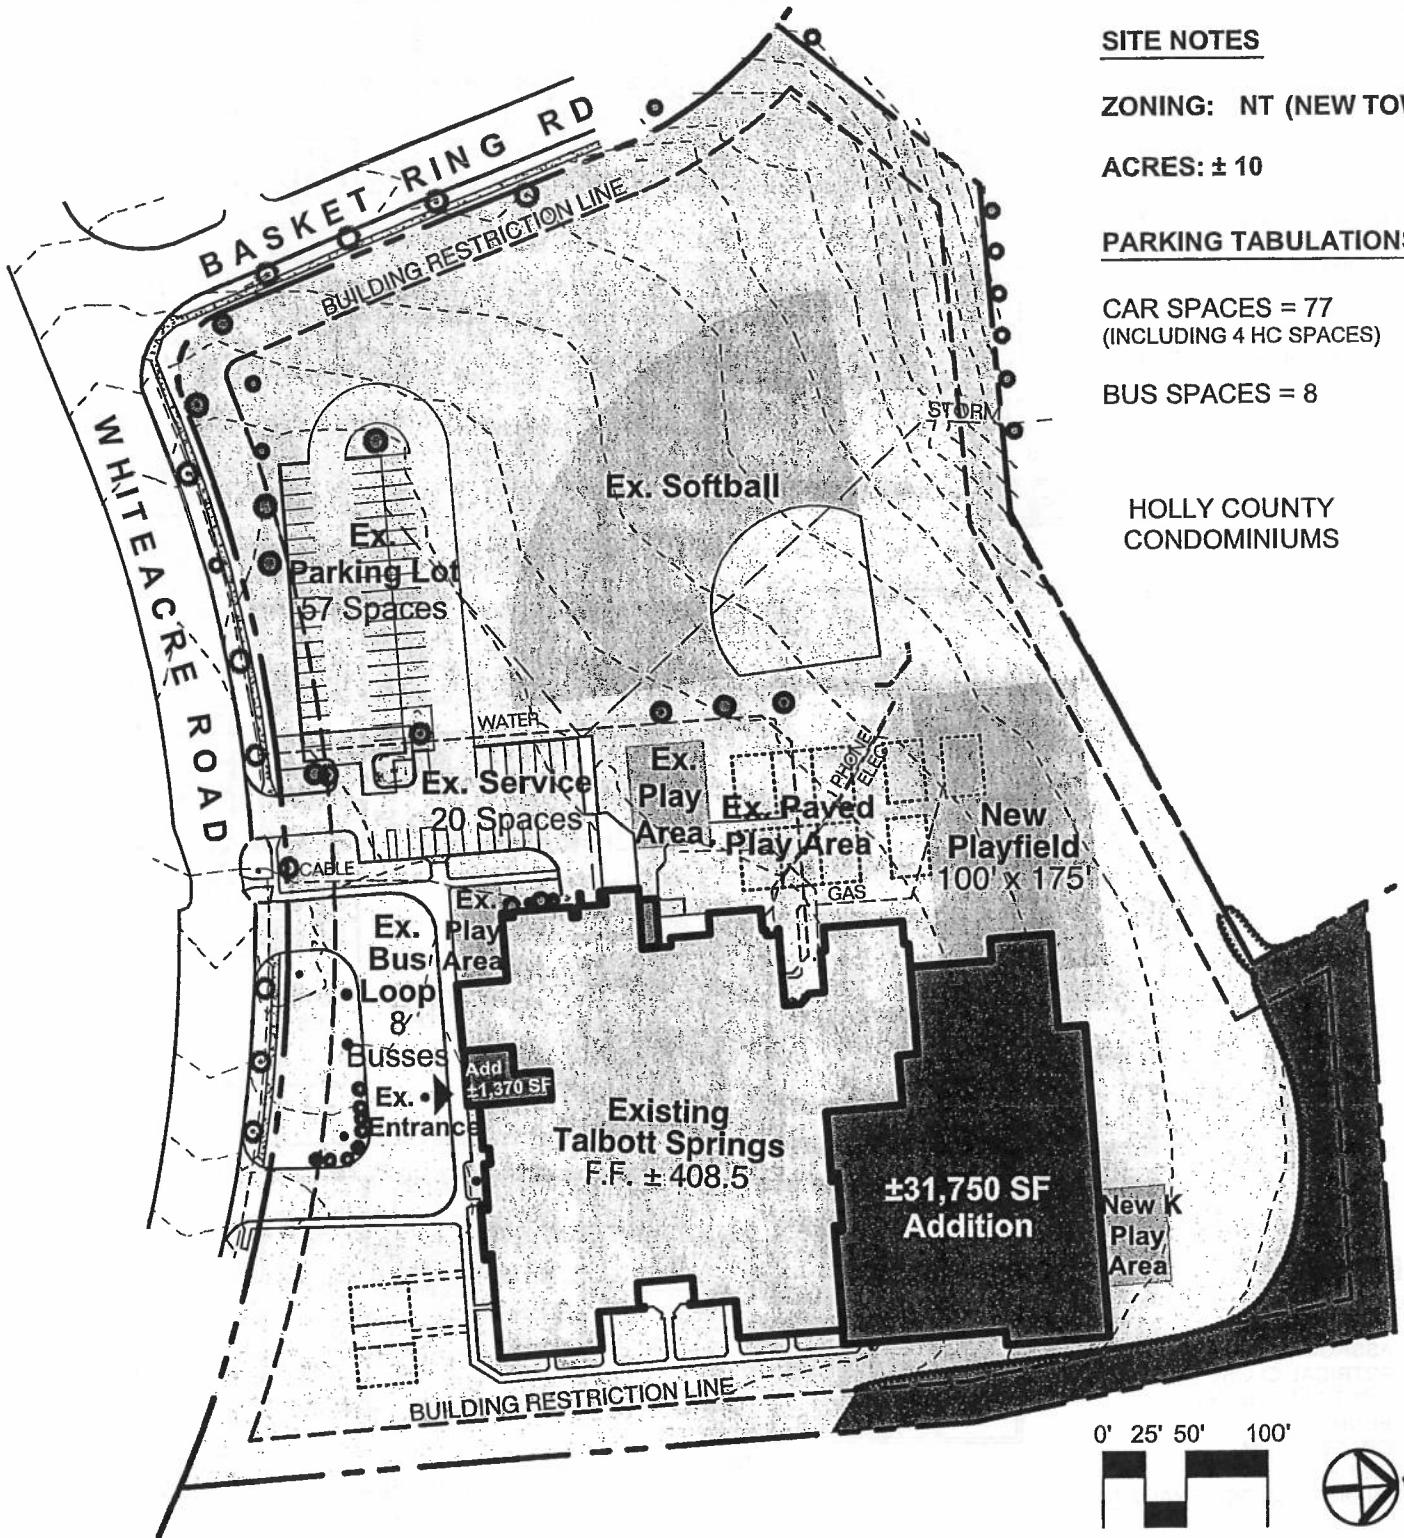 SITE NOTES
ZONING: NT (NEW TOW
ACRES: ± 10
PARKING TABULATIONS
CAR SPACES = 77
(INCLUDING 4 HC SPACES)
BUS SPACES = 8
HOLLY COUNTY
CONDOMINIUMS
BASKET RING RD
BUILDING RESTRICTION LINE
WHITEACRE ROAD
STORM
Ex. Softball
Ex.
Parking Lot
57 Spaces
WATER
Ex. Service
20 Spaces
Ex.
Play
Area
Ex. Paved
Play Area
PHONE
ELEC
GAS
New
Playfield
100' x 175'
CABLE
Ex.
Play
Area
Ex.
Bus
Loop
8
Busses
Ex.
Entrance
Add
±1,370 SF
Existing
Talbott Springs
F.F. ± 408.5
±31,750 SF
Addition
New K
Play
Area
BUILDING RESTRICTION LINE
0' 25' 50' 100'